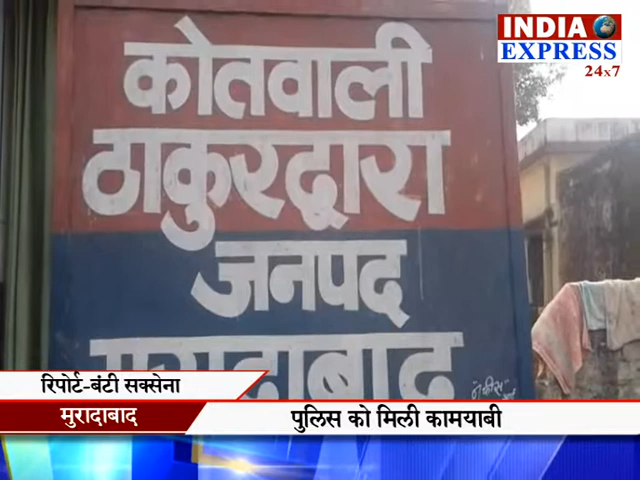 INDIA
EXPRESS
24x7
कोतवाली
ठाकुरद्वारा
जनपद
मुरादाबाद
रिपोर्ट-बंटी सक्सेना
मुरादाबाद
पुलिस को मिली कामयाबी